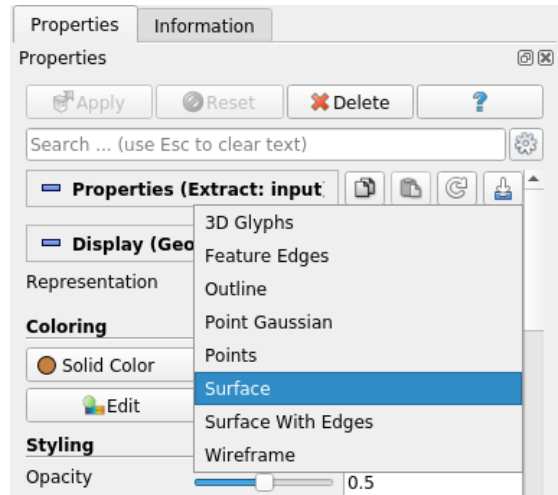 Properties Information
Properties
Apply Reset Delete ?
Search ... (use Esc to clear text)
Properties (Extract: input
Display (Geo
Representation
Coloring
Solid Color
Edit
Styling
Opacity
3D Glyphs
Feature Edges
Outline
Point Gaussian
Points
Surface
Surface With Edges
Wireframe
0.5